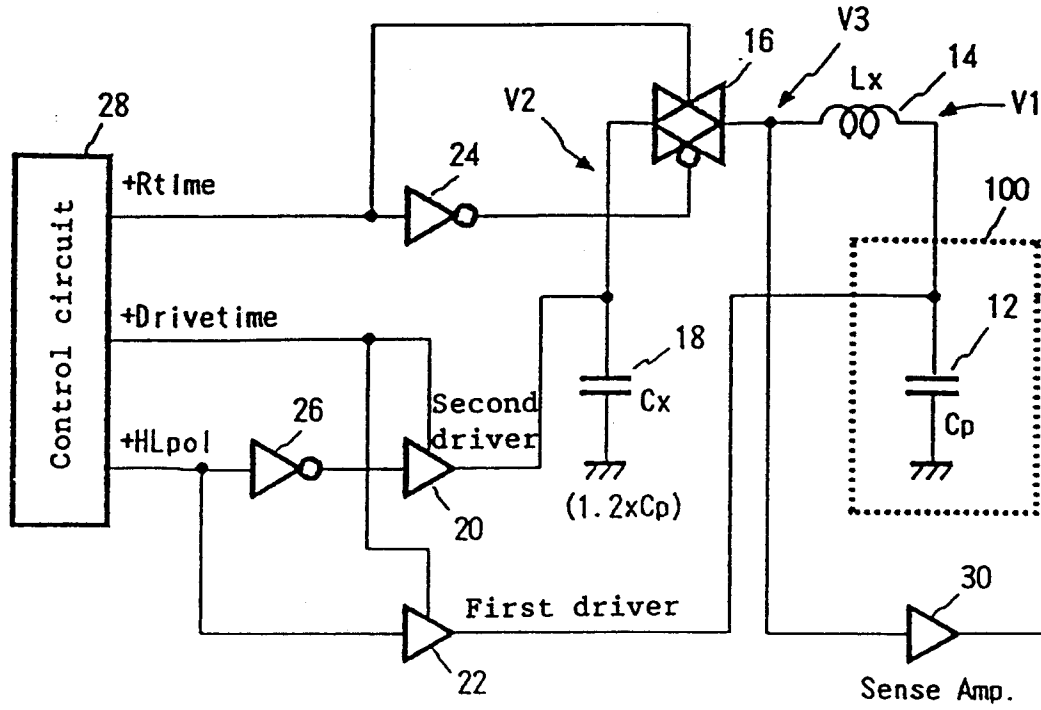 V3
16
Lx
14
28
V2
V1
+Rtime
24
100
Control circuit
+Drivetime
18
12
Second
driver
Cx
Cp
+HLpol
26
(1.2xCp)
20
30
First driver
22
Sense Amp.